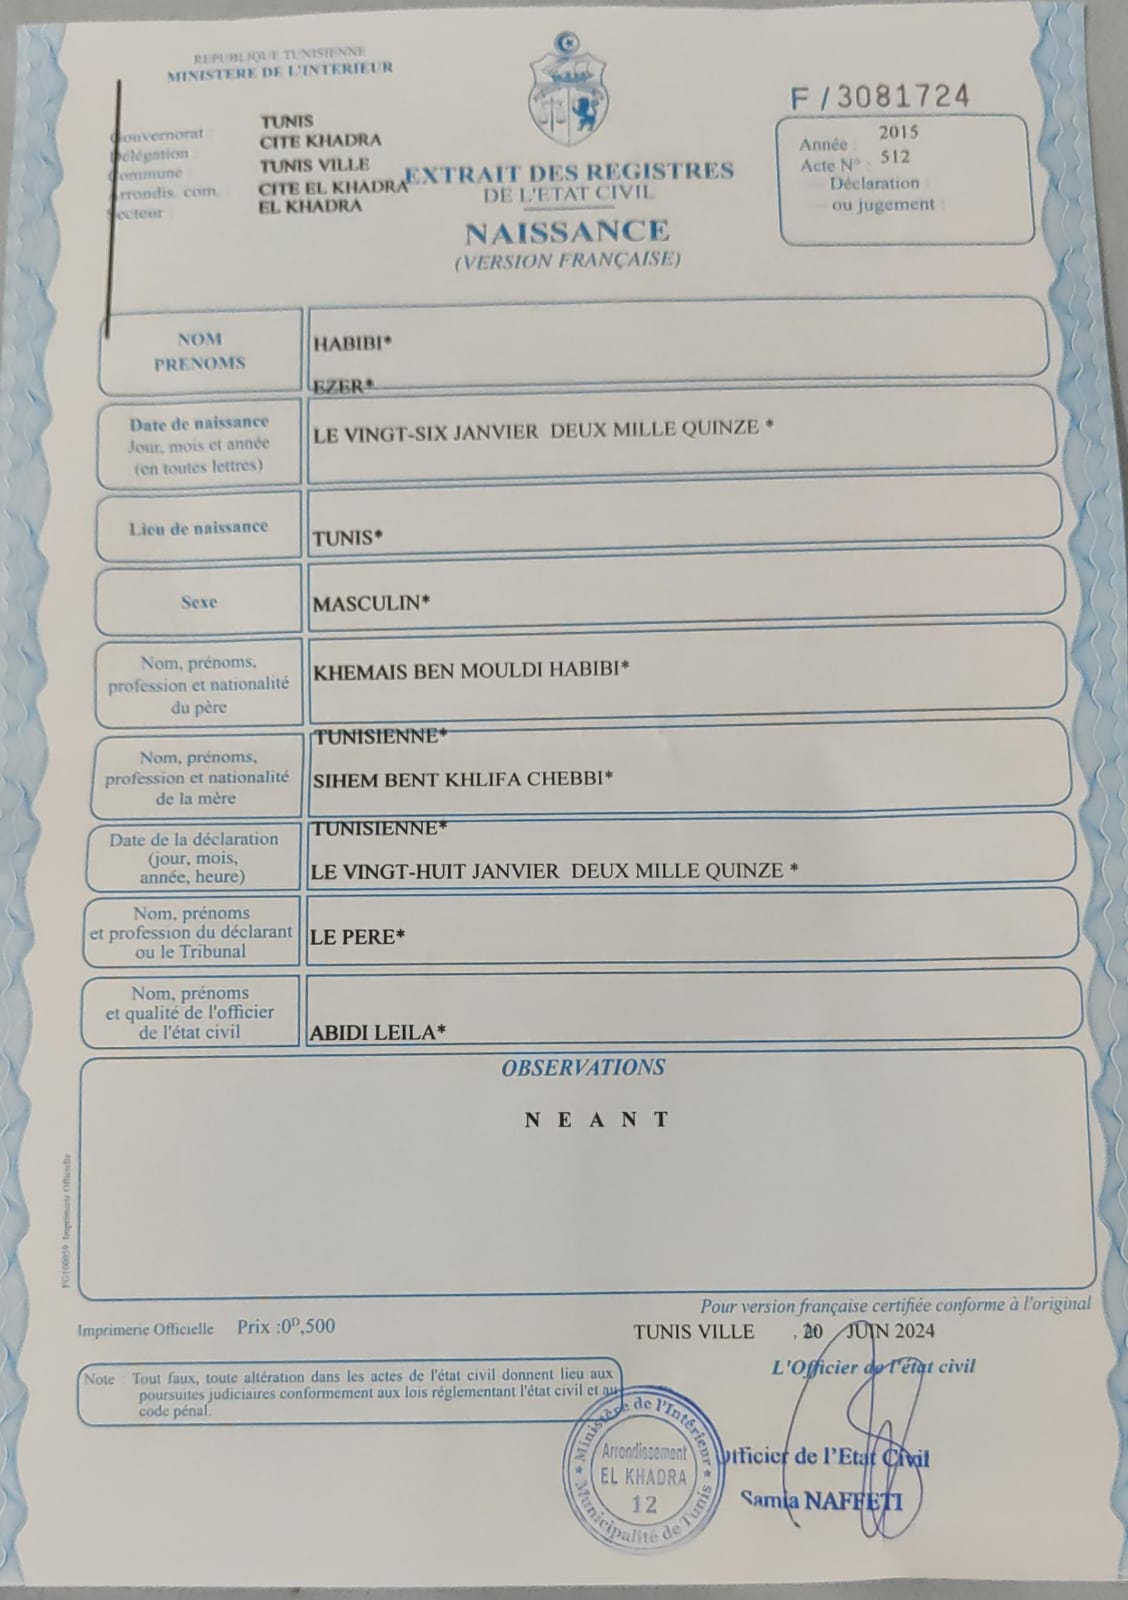 REPUBLIQUE TUNISIENNE
MINISTERE DE L'INTERIEUR
Gouvernorat : TUNIS
Délégation : CITE KHADRA
Commune TUNIS VILLE
Arrondis. com. CITE EL KHADRA
Secteur : EL KHADRA
EXTRAIT DES REGISTRES
DE L'ETAT CIVIL
NAISSANCE
(VERSION FRANÇAISE)
F / 3081724
Année : 2015
Acte N° : 512
Déclaration
ou jugement :
NOM
PRENOMS
HABIBI*
EZER*
Date de naissance
Jour, mois et année
(en toutes lettres)
LE VINGT-SIX JANVIER DEUX MILLE QUINZE *
Lieu de naissance
TUNIS*
Sexe
MASCULIN*
Nom, prénoms,
profession et nationalité
du père
KHEMAIS BEN MOULDI HABIBI*
TUNISIENNE*
Nom, prénoms,
profession et nationalité
de la mère
SIHEM BENT KHLIFA CHEBBI*
TUNISIENNE*
Date de la déclaration
(jour, mois,
année, heure)
LE VINGT-HUIT JANVIER DEUX MILLE QUINZE *
Nom, prénoms
et profession du déclarant
ou le Tribunal
LE PERE*
Nom, prénoms
et qualité de l'officier
de l'état civil
ABIDI LEILA*
OBSERVATIONS
N E A N T
Imprimerie Officielle
Pour version française certifiée conforme à l'original
Imprimerie Officielle Prix :0ᴰ,500
TUNIS VILLE , 20 JUIN 2024
L'Officier de l'état civil
Note : Tout faux, toute altération dans les actes de l'état civil donnent lieu aux
poursuites judiciaires conformement aux lois réglementant l'état civil et au
code pénal.
Ministère de l'Intérieur
Arrondissement
EL KHADRA
12
Municipalité de Tunis
Officier de l'Etat Civil
Samia NAFFETI